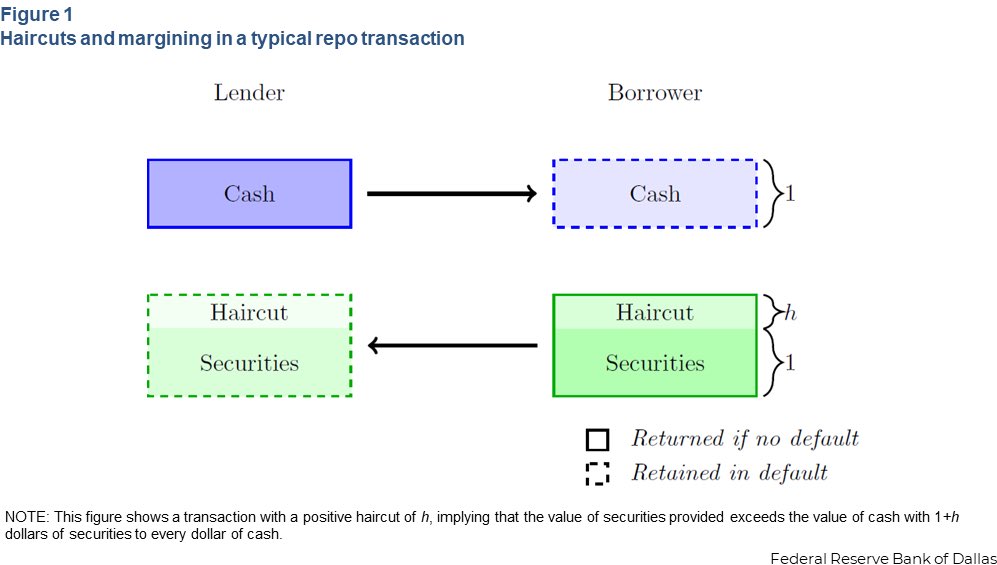 Figure 1
Haircuts and margining in a typical repo transaction
Lender Borrower
Cash Cash 1
Haircut Haircut h
Securities Securities 1
Returned if no default
Retained in default
NOTE: This figure shows a transaction with a positive haircut of h, implying that the value of securities provided exceeds the value of cash with 1+h
dollars of securities to every dollar of cash.
Federal Reserve Bank of Dallas